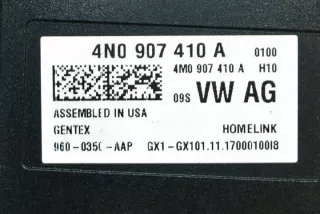 4N0 907 410 A 0100
4M0 907 410 A H10
09S VW AG
ASSEMBLED IN USA
GENTEX HOMELINK
960-035( -AAP GX1-GX101.11.1700010018